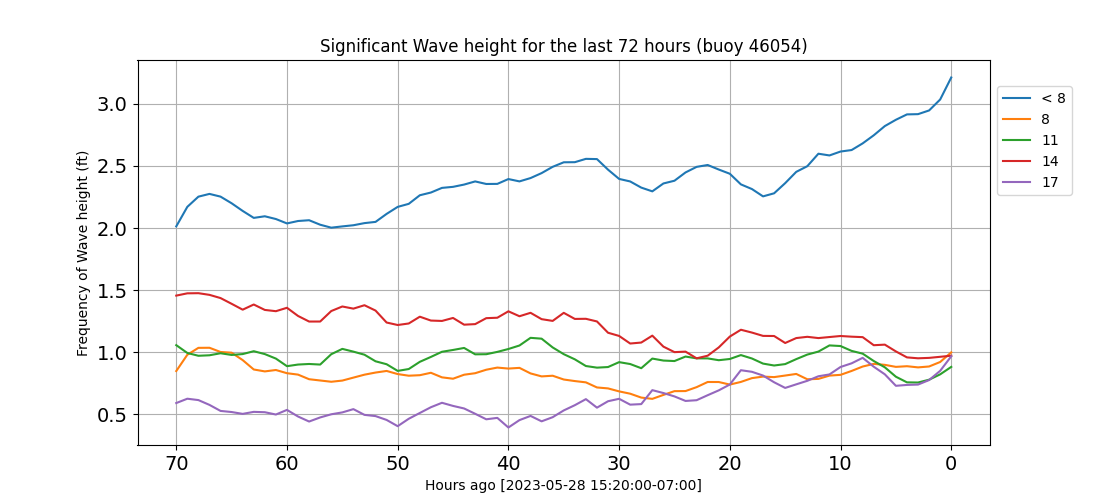 Significant Wave height for the last 72 hours (buoy 46054)
Frequency of Wave height (ft)
3.0
2.5
2.0
1.5
1.0
0.5
70 60 50 40 30 20 10 0
Hours ago [2023-05-28 15:20:00-07:00]
< 8
8
11
14
17